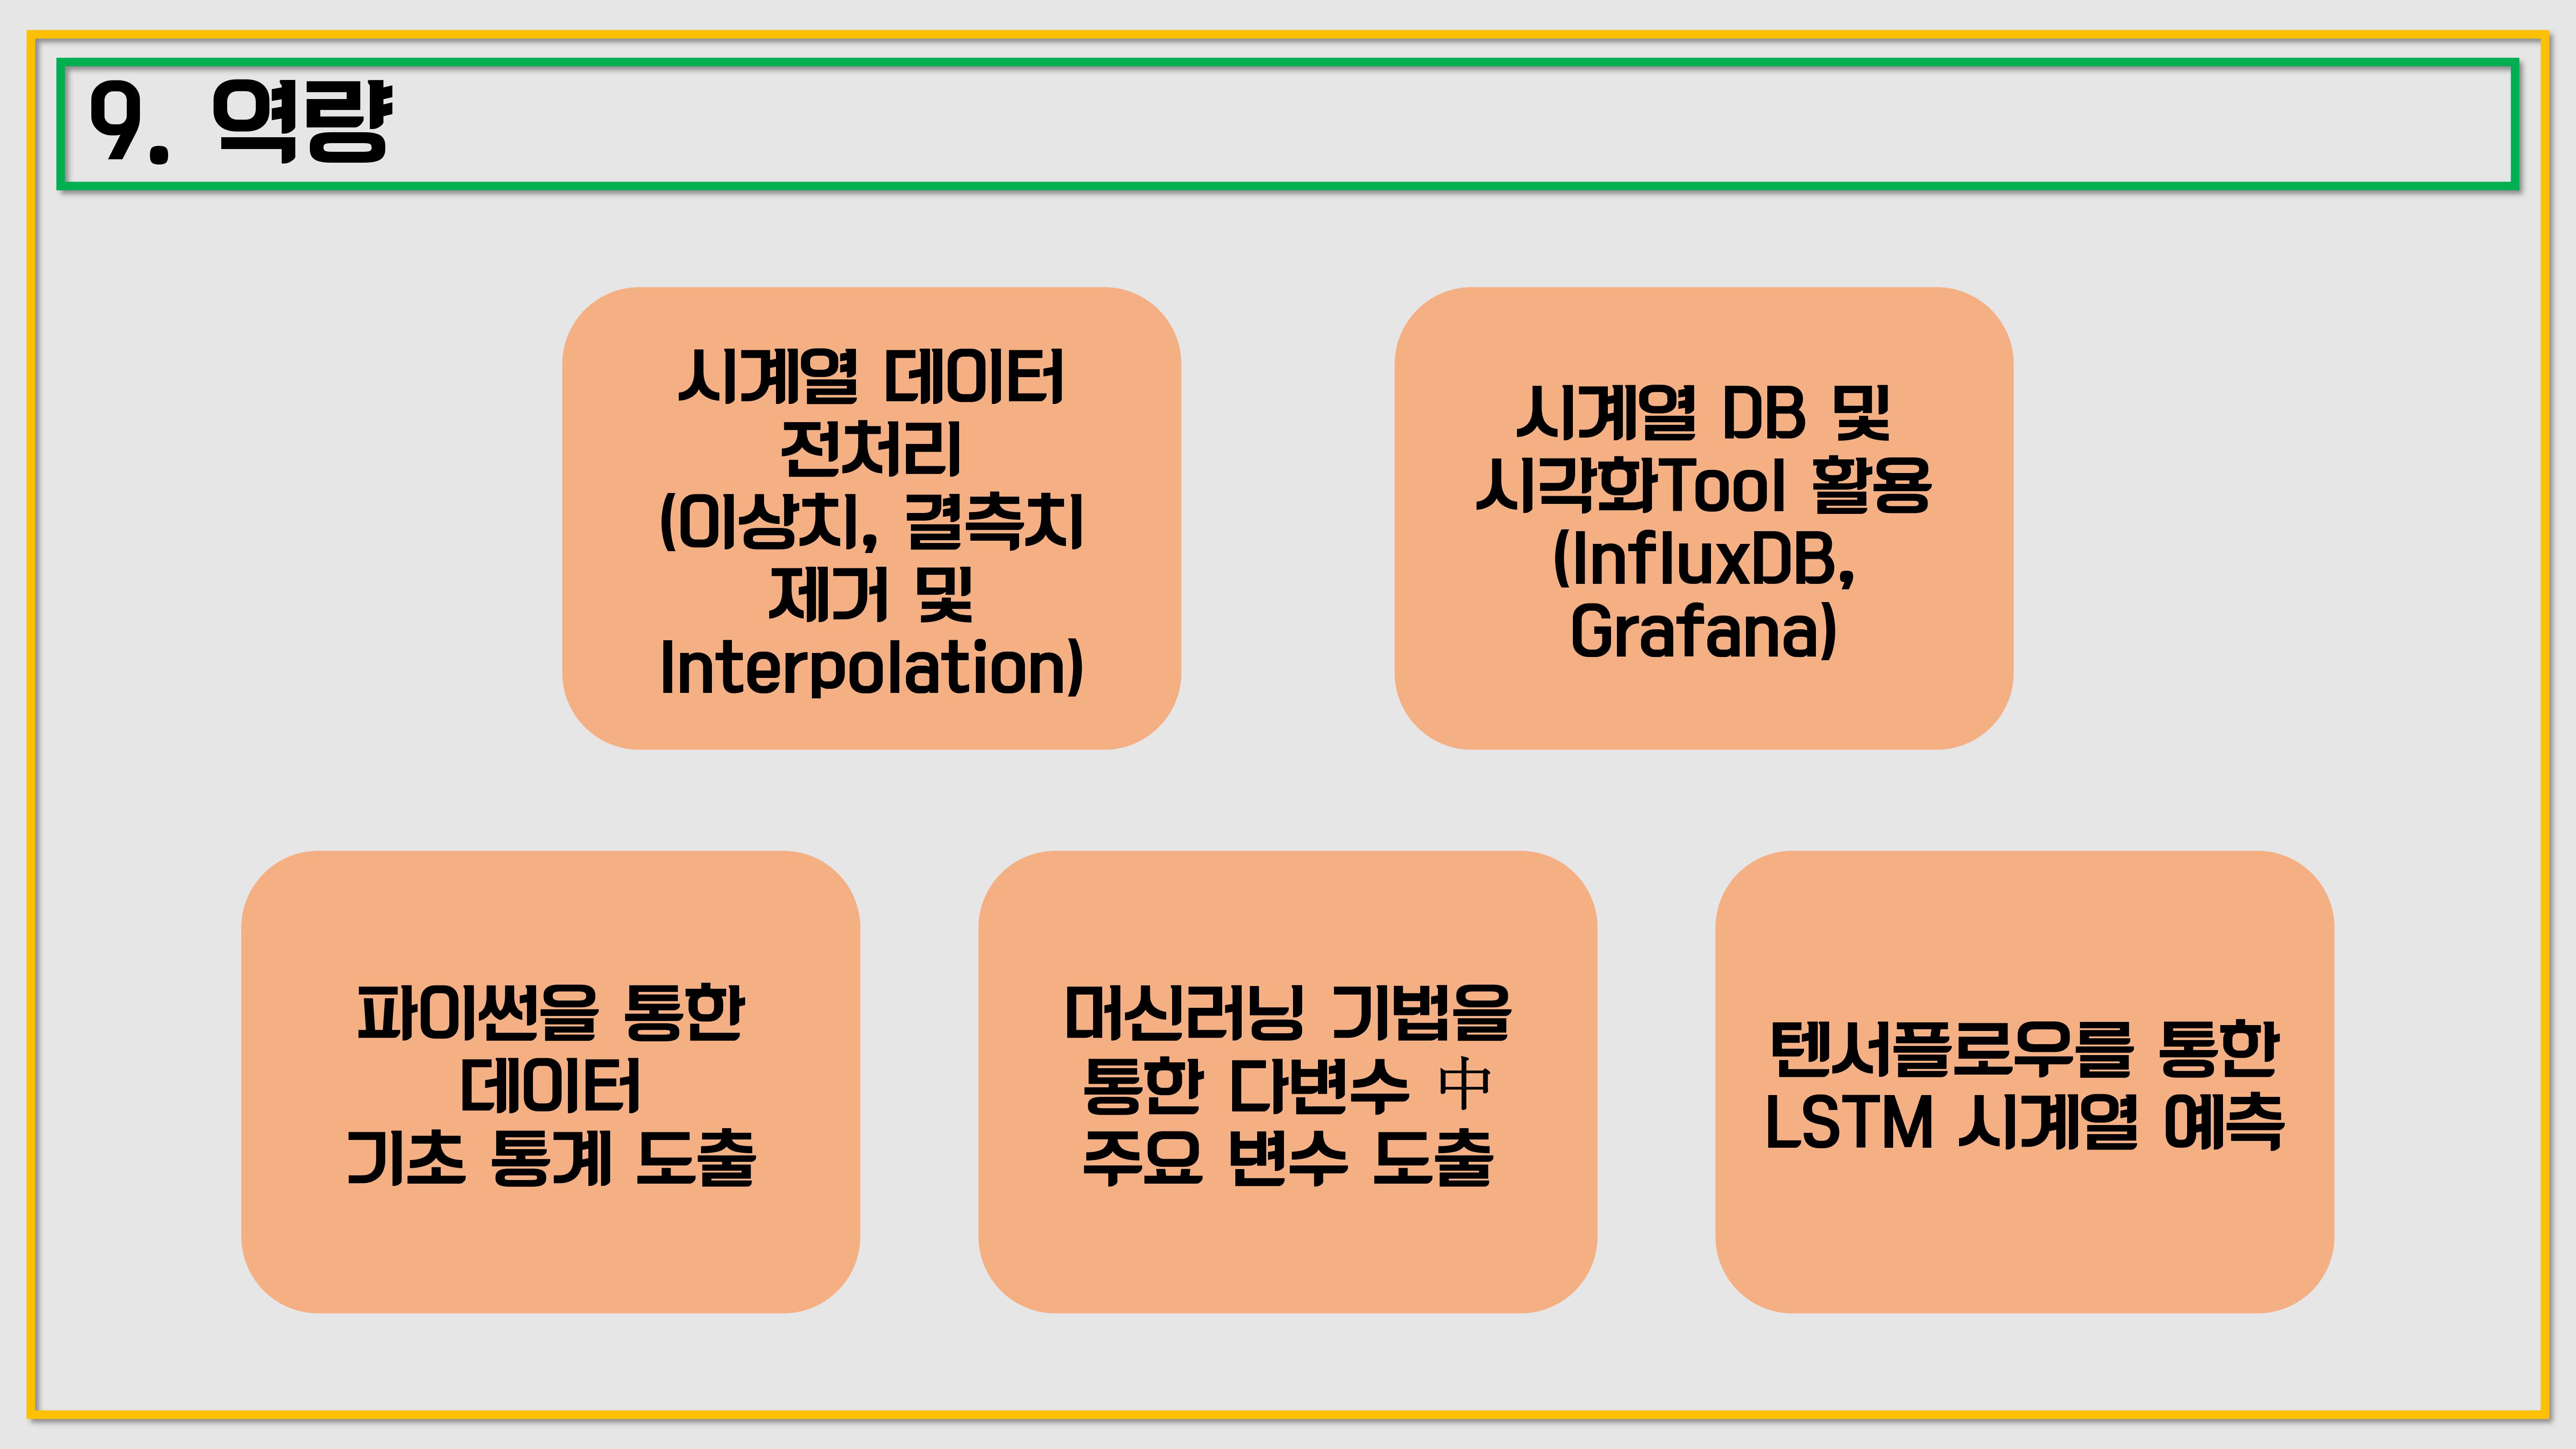 9. 역량
시계열 데이터
전처리
(이상치, 결측치
제거 및
Interpolation)
시계열 DB 및
시각화Tool 활용
(InfluxDB,
Grafana)
파이썬을 통한
데이터
기초 통계 도출
머신러닝 기법을
통한 다변수 中
주요 변수 도출
텐서플로우를 통한
LSTM 시계열 예측